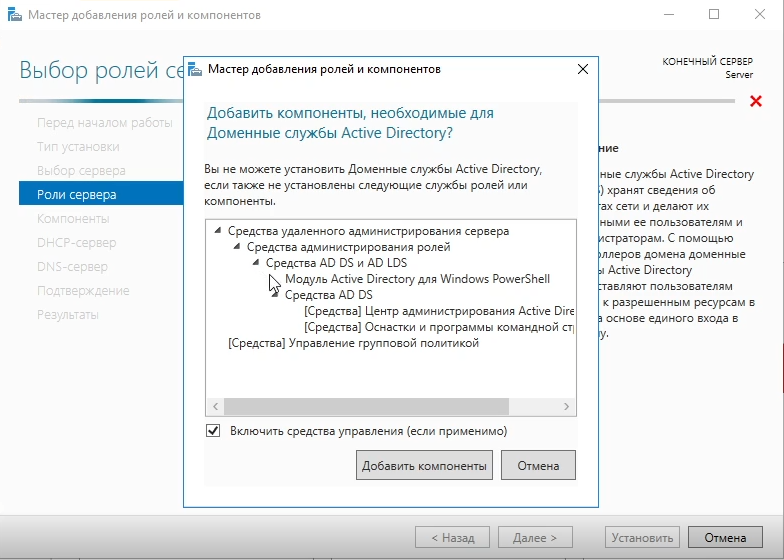 Мастер добавления ролей и компонентов
Выбор ролей
КОНЕЧНЫЙ СЕРВЕР
Server
Перед началом работы
Тип установки
Выбор сервера
Роли сервера
Компоненты
DHCP-сервер
DNS-сервер
Подтверждение
Результаты
Мастер добавления ролей и компонентов
Добавить компоненты, необходимые для
Доменные службы Active Directory?
Вы не можете установить Доменные службы Active Directory,
если также не установлены следующие службы ролей или
компоненты.
Средства удаленного администрирования сервера
Средства администрирования ролей
Средства AD DS и AD LDS
Модуль Active Directory для Windows PowerShell
Средства AD DS
[Средства] Центр администрирования Active Dire
[Средства] Оснастки и программы командной ст
[Средства] Управление групповой политикой
Включить средства управления (если применимо)
Добавить компоненты
Отмена
ние
ные службы Active Directory
) хранят сведения об
тах сети и делают их
ными ее пользователям и
истраторам. С помощью
оллеров домена доменные
ы Active Directory
ставляют пользователям
к разрешенным ресурсам в
а основе единого входа в
му.
< Назад
Далее >
Установить
Отмена